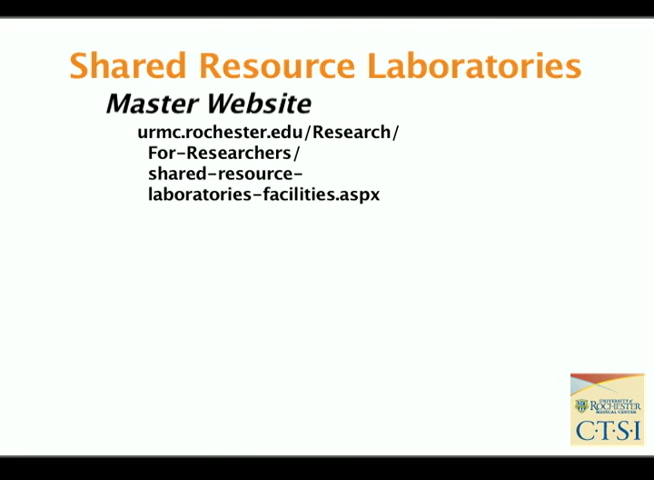 Shared Resource Laboratories
Master Website
urmc.rochester.edu/Research/
For-Researchers/
shared-resource-
laboratories-facilities.aspx
UNIVERSITY of
ROCHESTER
MEDICAL CENTER
C·T·S·I